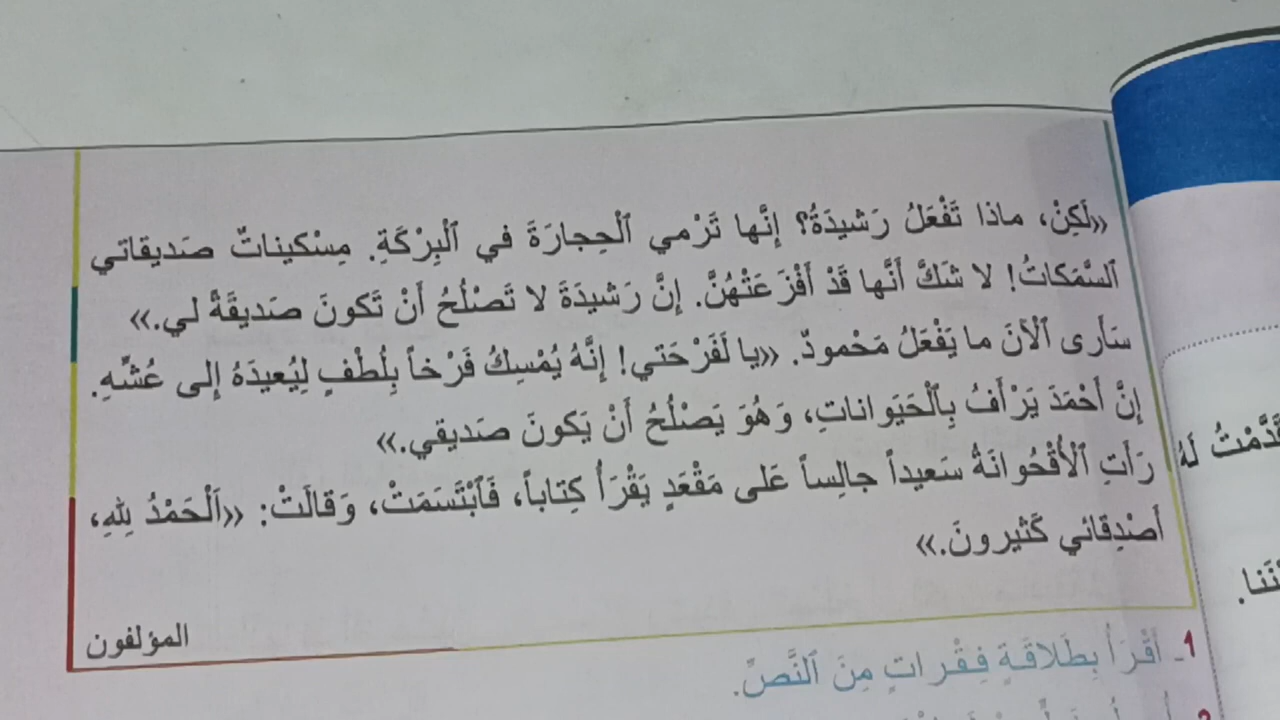 «لَكِنْ، ماذا تَفْعَلُ رَشيدَةُ؟ إِنَّها تَرْمي ٱلْحِجارَةَ في ٱلْبِرْكَةِ. مِسْكيناتٌ صَديقاتي
ٱلسَّمَكاتُ! لا شَكَّ أَنَّها قَدْ أَفْزَعَتْهُنَّ. إِنَّ رَشيدَةَ لا تَصْلُحُ أَنْ تَكونَ صَديقَةً لي.»
سَأَرى ٱلْآنَ ما يَفْعَلُ مَحْمودٌ. «يا لَفَرْحَتي! إِنَّهُ يُمْسِكُ فَرْخاً بِلُطْفٍ لِيُعيدَهُ إِلى عُشِّهِ.
إِنَّ أَحْمَدَ يَرْأَفُ بِٱلْحَيَواناتِ، وَهُوَ يَصْلُحُ أَنْ يَكونَ صَديقي.»
رَأَتِ ٱلْأُقْحُوانَةُ سَعيداً جالِساً عَلى مَقْعَدٍ يَقْرَأُ كِتاباً، فَٱبْتَسَمَتْ، وَقالَتْ: «اَلْحَمْدُ لِلهِ،
أَصْدِقائي كَثيرونَ.»
المؤلفون
1ـ أَقْرَأُ بِطَلاقَةٍ فِقْراتٍ مِنَ ٱلنَّصِّ.
قَدَّمْتُ لَهُ